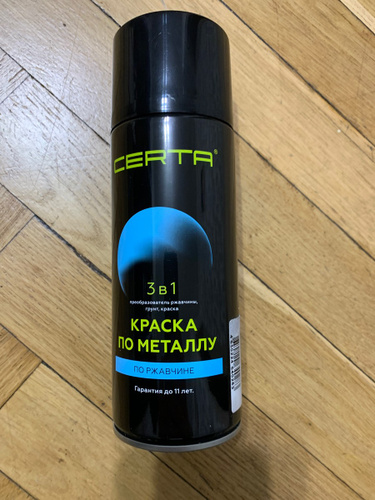 CERTA®
3 в 1
преобразователь ржавчины,
грунт, краска
КРАСКА
ПО МЕТАЛЛУ
ПО РЖАВЧИНЕ
Гарантия до 11 лет.